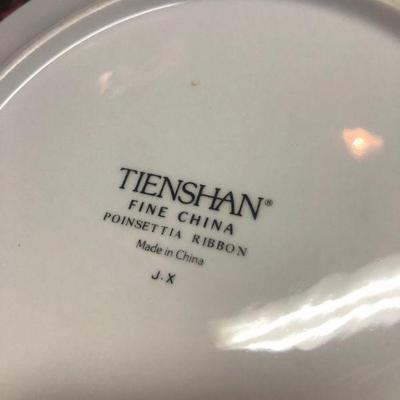 TIENSHAN®
FINE CHINA
POINSETTIA RIBBON
Made in China
J.X